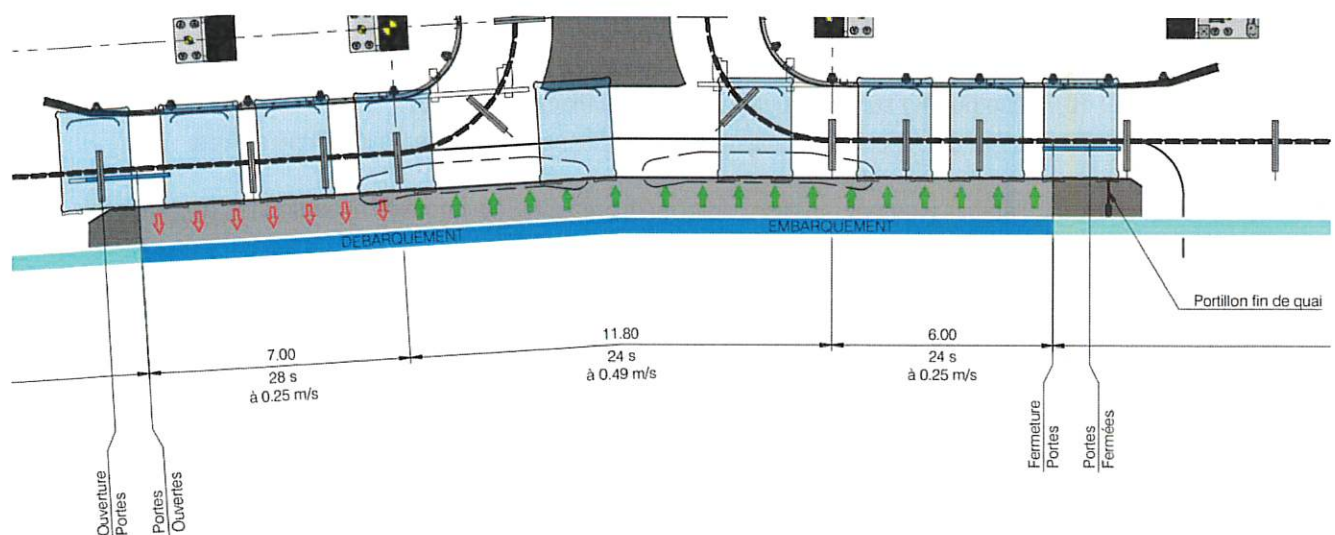 DEBARQUEMENT
EMBARQUEMENT
Portillon fin de quai
7.00
28 s
à 0.25 m/s
11.80
24 s
à 0.49 m/s
6.00
24 s
à 0.25 m/s
Ouverture
Portes
Portes
Ouvertes
Fermeture
Portes
Portes
Fermées